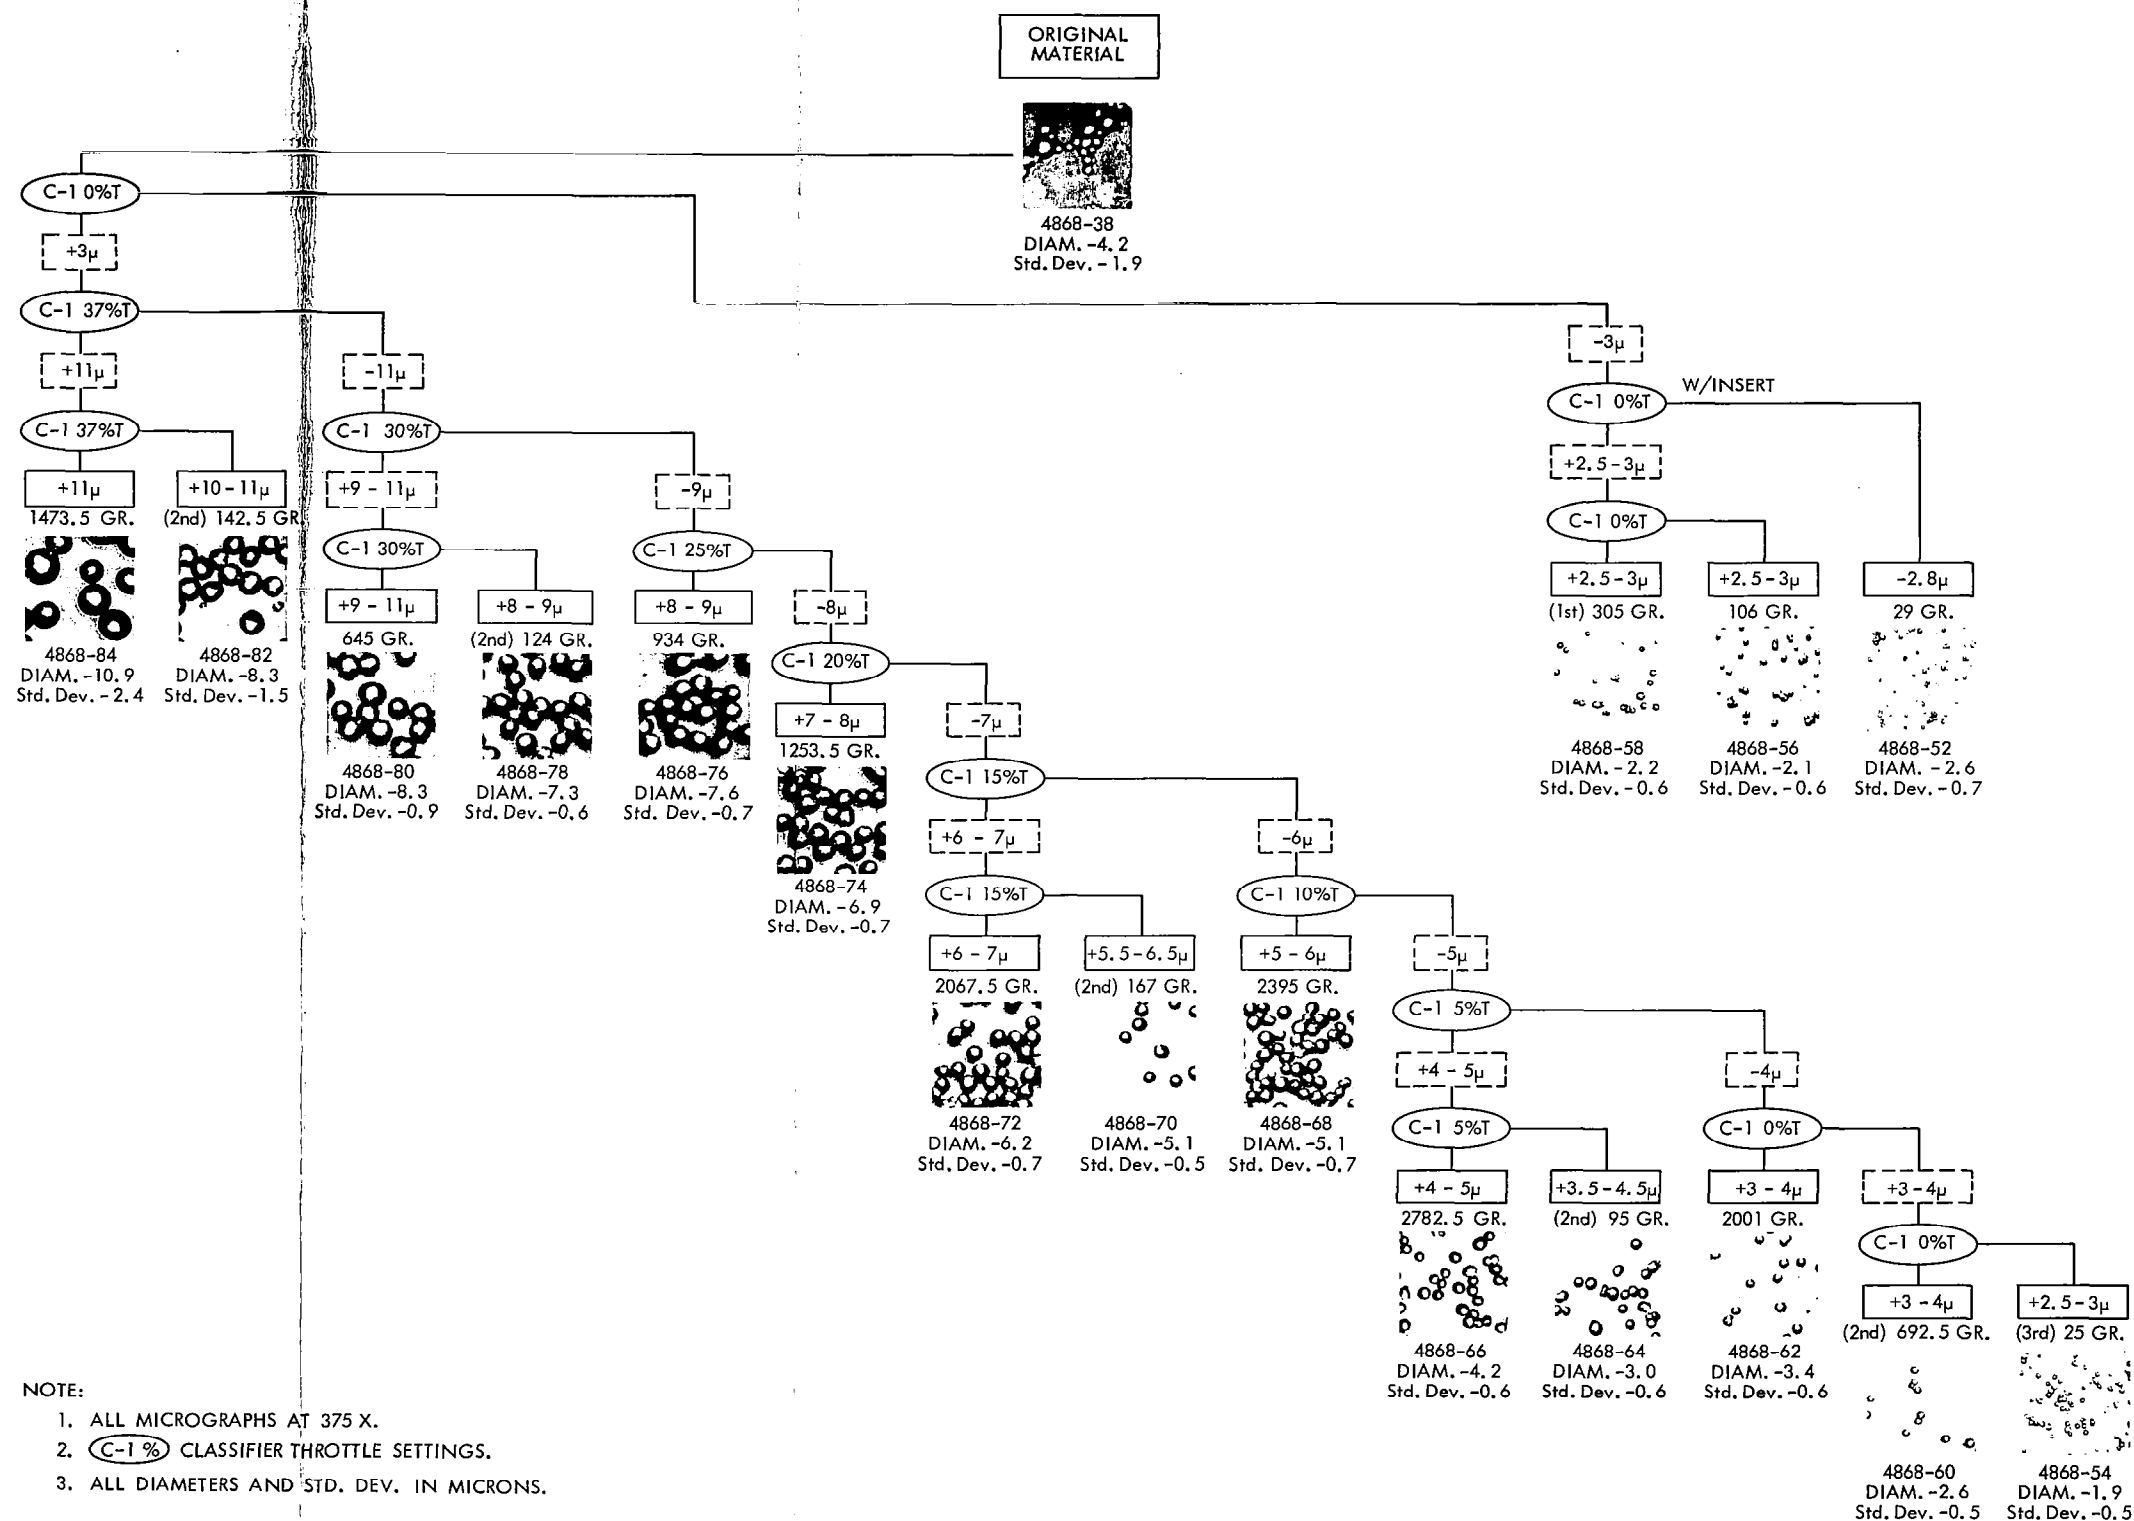 ORIGINAL
MATERIAL
4868-38
DIAM. -4.2
Std. Dev. - 1.9
C-1 0%T
+3μ
C-1 37%T
+11μ
-11μ
C-1 37%T
+11μ
1473.5 GR.
4868-84
DIAM. -10.9
Std. Dev. - 2.4
+10-11μ
(2nd) 142.5 GR.
4868-82
DIAM. -8.3
Std. Dev. -1.5
C-1 30%T
+9 - 11μ
C-1 30%T
+9 - 11μ
645 GR.
4868-80
DIAM. -8.3
Std. Dev. -0.9
+8 - 9μ
(2nd) 124 GR.
4868-78
DIAM. -7.3
Std. Dev. -0.6
-9μ
C-1 25%T
+8 - 9μ
934 GR.
4868-76
DIAM. -7.6
Std. Dev. -0.7
-8μ
C-1 20%T
+7 - 8μ
1253.5 GR.
4868-74
DIAM. -6.9
Std. Dev. -0.7
-7μ
C-1 15%T
+6 - 7μ
C-1 15%T
+6 - 7μ
2067.5 GR.
4868-72
DIAM. -6.2
Std. Dev. -0.7
+5.5-6.5μ
(2nd) 167 GR.
4868-70
DIAM. -5.1
Std. Dev. -0.5
-6μ
C-1 10%T
+5 - 6μ
2395 GR.
4868-68
DIAM. -5.1
Std. Dev. -0.7
-5μ
C-1 5%T
+4 - 5μ
C-1 5%T
+4 - 5μ
2782.5 GR.
4868-66
DIAM. -4.2
Std. Dev. -0.6
+3.5-4.5μ
(2nd) 95 GR.
4868-64
DIAM. -3.0
Std. Dev. -0.6
-4μ
C-1 0%T
+3 - 4μ
2001 GR.
4868-62
DIAM. -3.4
Std. Dev. -0.6
+3 - 4μ
C-1 0%T
+3 - 4μ
(2nd) 692.5 GR.
4868-60
DIAM. -2.6
Std. Dev. -0.5
+2.5-3μ
(3rd) 25 GR.
4868-54
DIAM. -1.9
Std. Dev. -0.5
-3μ
C-1 0%T
W/INSERT
+2.5-3μ
C-1 0%T
+2.5-3μ
(1st) 305 GR.
4868-58
DIAM. -2.2
Std. Dev. -0.6
+2.5-3μ
106 GR.
4868-56
DIAM. -2.1
Std. Dev. -0.6
-2.8μ
29 GR.
4868-52
DIAM. -2.6
Std. Dev. -0.7
NOTE:
1. ALL MICROGRAPHS AT 375 X.
2. C-1 % CLASSIFIER THROTTLE SETTINGS.
3. ALL DIAMETERS AND STD. DEV. IN MICRONS.